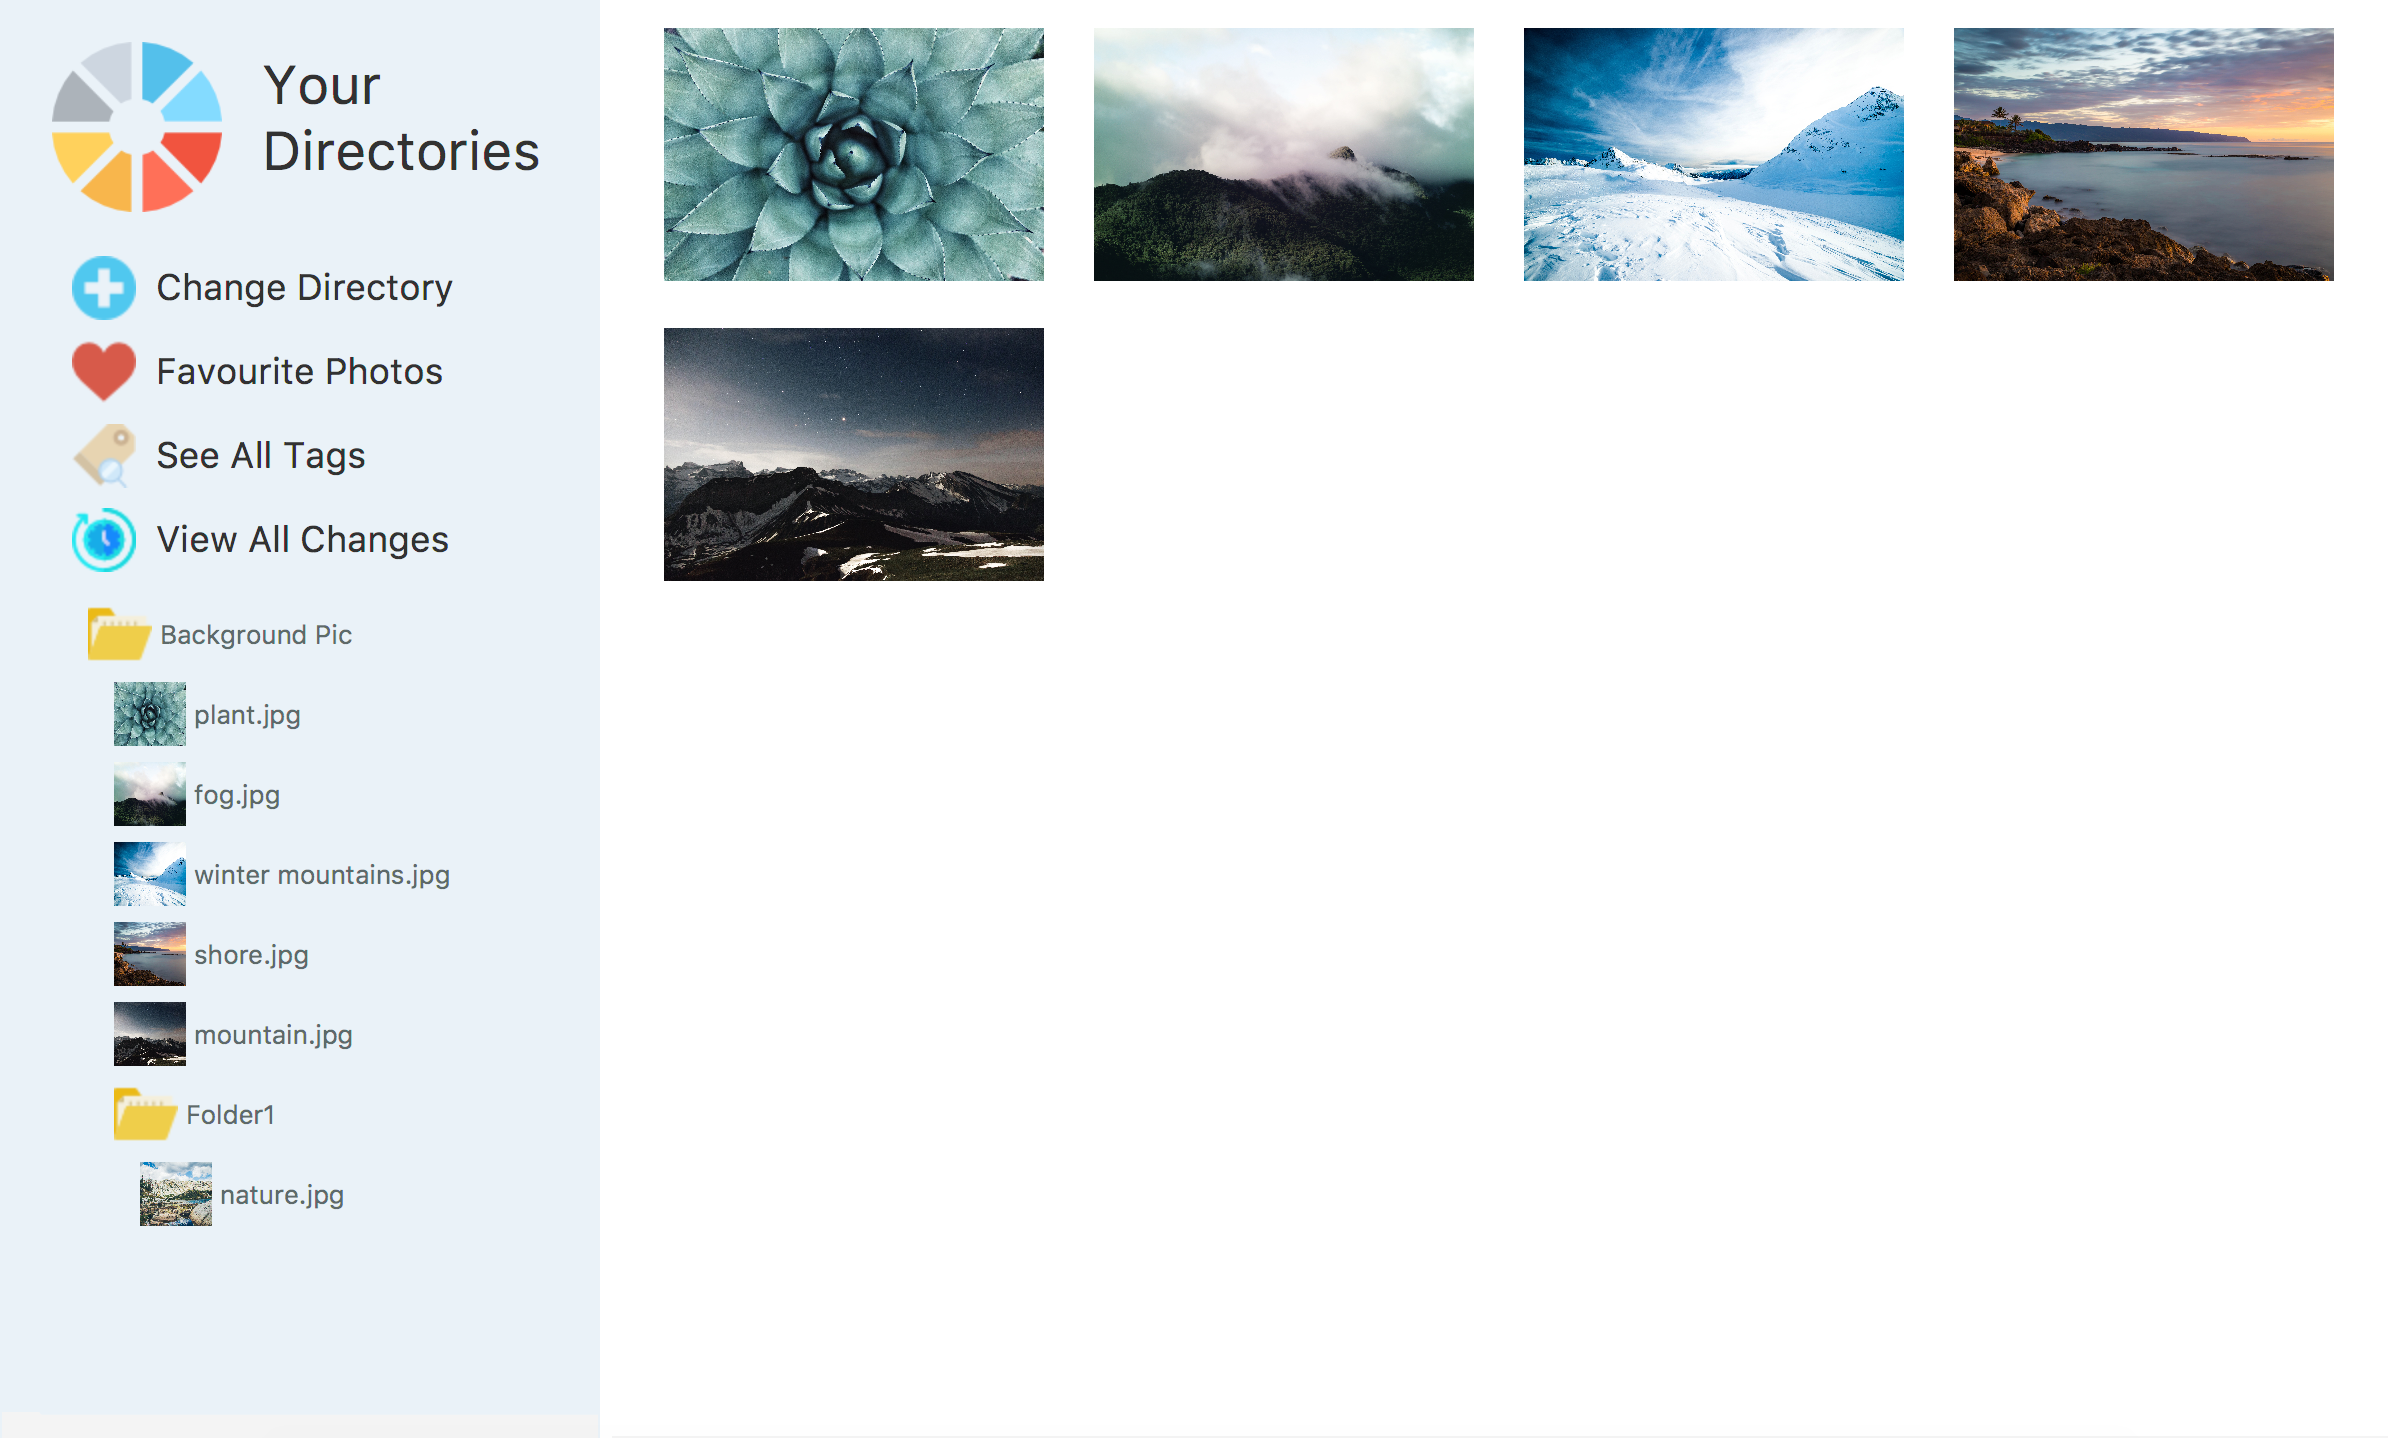 Your
Directories
Change Directory
Favourite Photos
See All Tags
View All Changes
Background Pic
plant.jpg
fog.jpg
winter mountains.jpg
shore.jpg
mountain.jpg
Folder1
nature.jpg